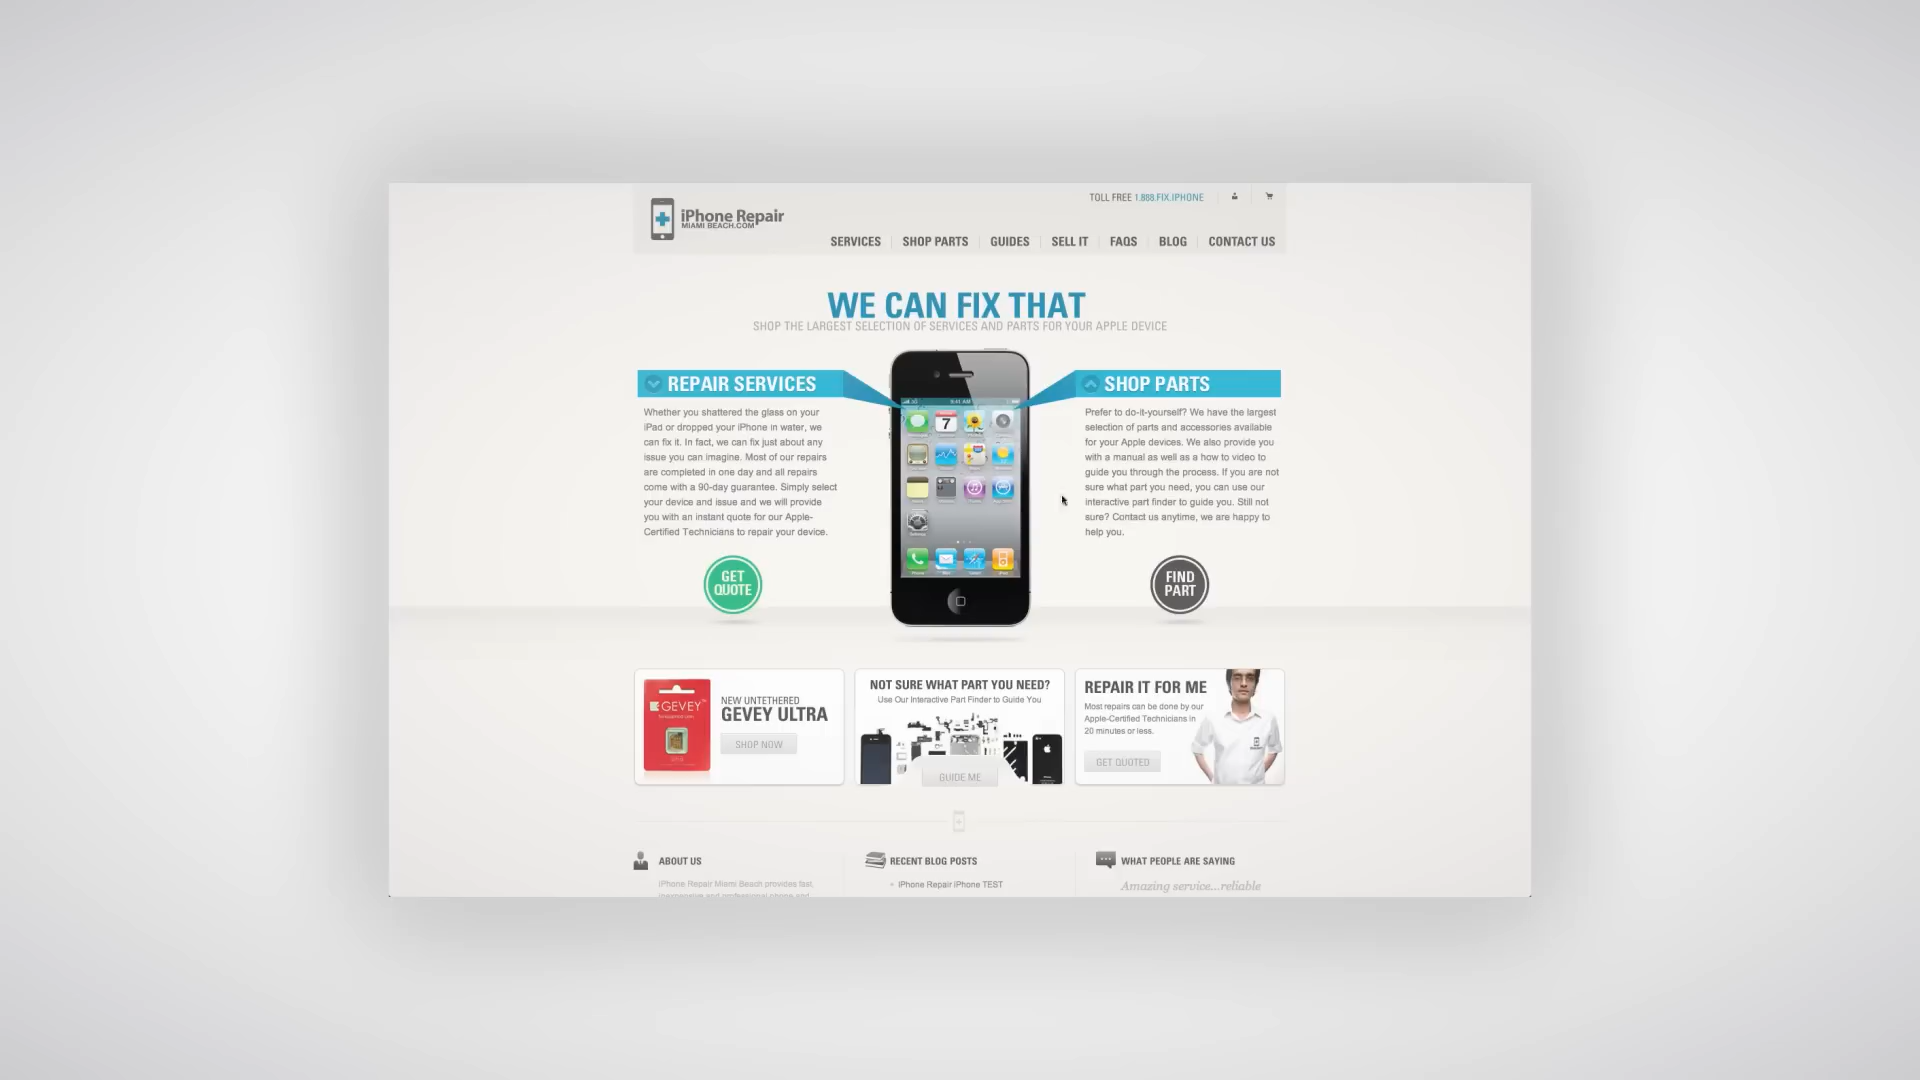 TOLL FREE 1.888.FIX.IPHONE
iPhone Repair
MIAMI BEACH.COM
SERVICES
SHOP PARTS
GUIDES
SELL IT
FAQS
BLOG
CONTACT US
WE CAN FIX THAT
SHOP THE LARGEST SELECTION OF SERVICES AND PARTS FOR YOUR APPLE DEVICE
REPAIR SERVICES
Whether you shattered the glass on your
iPad or dropped your iPhone in water, we
can fix it. In fact, we can fix just about any
issue you can imagine. Most of our repairs
are completed in one day and all repairs
come with a 90-day guarantee. Simply select
your device and issue and we will provide
you with an instant quote for our Apple-
Certified Technicians to repair your device.
GET
QUOTE
9:41 AM
7
SHOP PARTS
Prefer to do-it-yourself? We have the largest
selection of parts and accessories available
for your Apple devices. We also provide you
with a manual as well as a how to video to
guide you through the process. If you are not
sure what part you need, you can use our
interactive part finder to guide you. Still not
sure? Contact us anytime, we are happy to
help you.
FIND
PART
GEVEY
NEW UNTETHERED
GEVEY ULTRA
SHOP NOW
NOT SURE WHAT PART YOU NEED?
Use Our Interactive Part Finder to Guide You
GUIDE ME
REPAIR IT FOR ME
Most repairs can be done by our
Apple-Certified Technicians in
20 minutes or less.
GET QUOTED
ABOUT US
iPhone Repair Miami Beach provides fast,
RECENT BLOG POSTS
iPhone Repair iPhone TEST
WHAT PEOPLE ARE SAYING
Amazing service...reliable